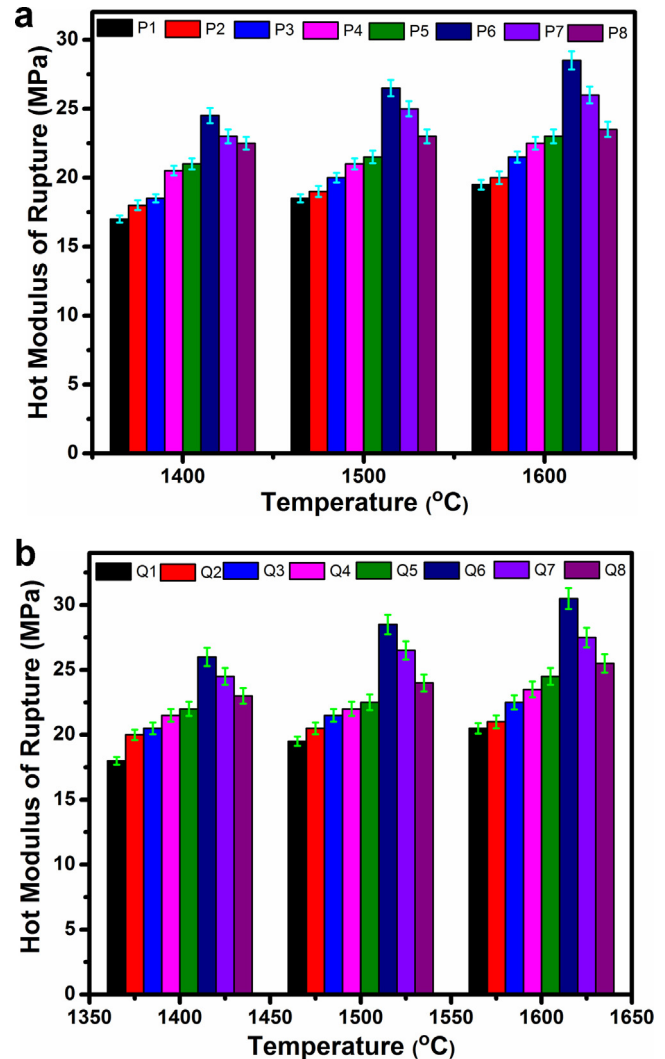 a
P1 P2 P3 P4 P5 P6 P7 P8
30
25
20
15
10
5
0
Hot Modulus of Rupture (MPa)
1400 1500 1600
Temperature (°C)
b
Q1 Q2 Q3 Q4 Q5 Q6 Q7 Q8
30
25
20
15
10
5
0
Hot Modulus of Rupture (MPa)
1350 1400 1450 1500 1550 1600 1650
Temperature (°C)